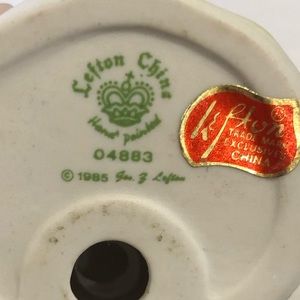 Lefton China
Hand Painted
04883
© 1985 Geo. Z Lefton
Lefton
®
TRADE MARK
EXCLUSIVES
CHINA